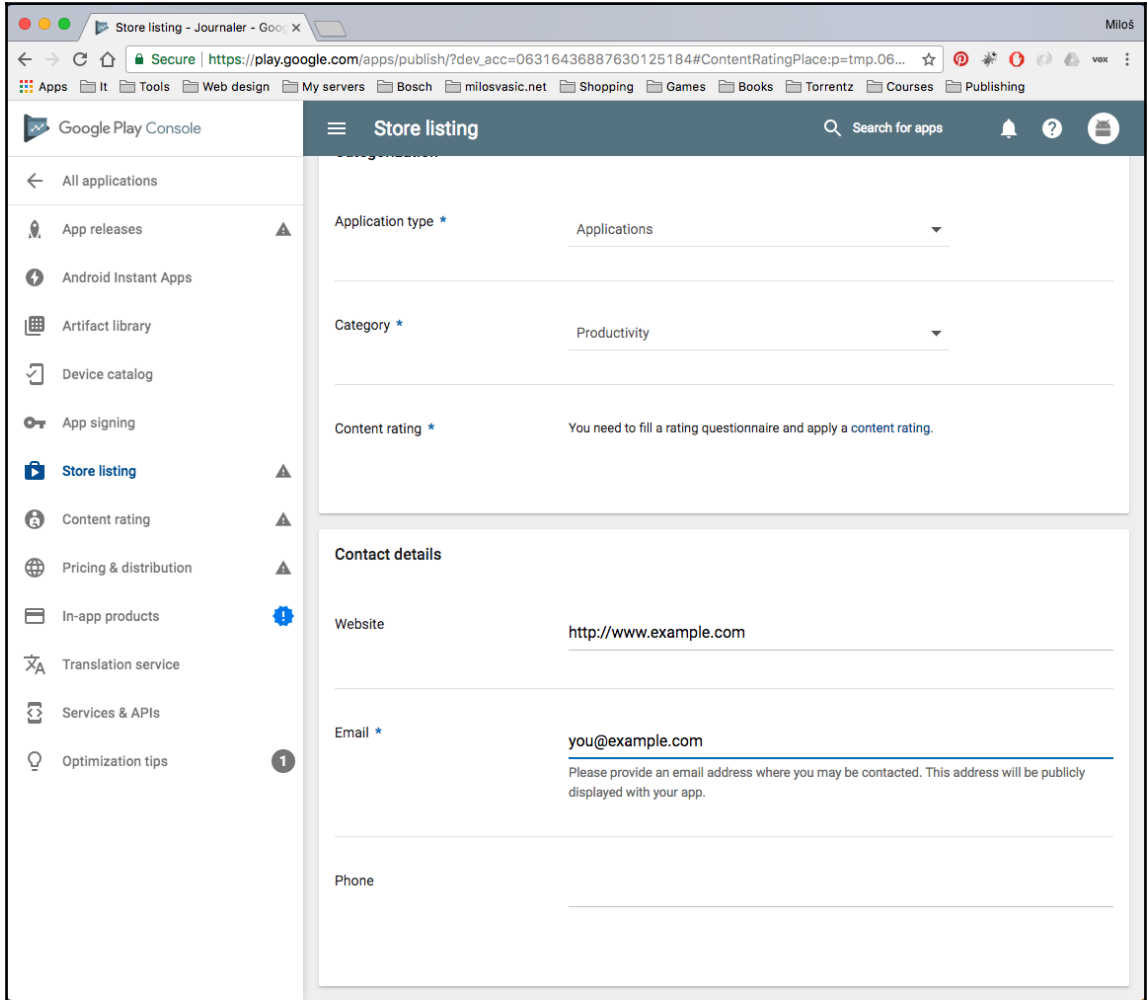 Store listing - Journaler - Goo
Miloš
Secure | https://play.google.com/apps/publish/?dev_acc=06316436887630125184#ContentRatingPlace:p=tmp.06...
vex
Apps It Tools Web design My servers Bosch milosvasic.net Shopping Games Books Torrentz Courses Publishing
Google Play Console
Store listing
Search for apps
All applications
App releases
Android Instant Apps
Artifact library
Device catalog
App signing
Store listing
Content rating
Pricing & distribution
In-app products
Translation service
Services & APIs
Optimization tips 1
Categorization
Application type *
Applications
Category *
Productivity
Content rating *
You need to fill a rating questionnaire and apply a content rating.
Contact details
Website
http://www.example.com
Email *
you@example.com
Please provide an email address where you may be contacted. This address will be publicly
displayed with your app.
Phone